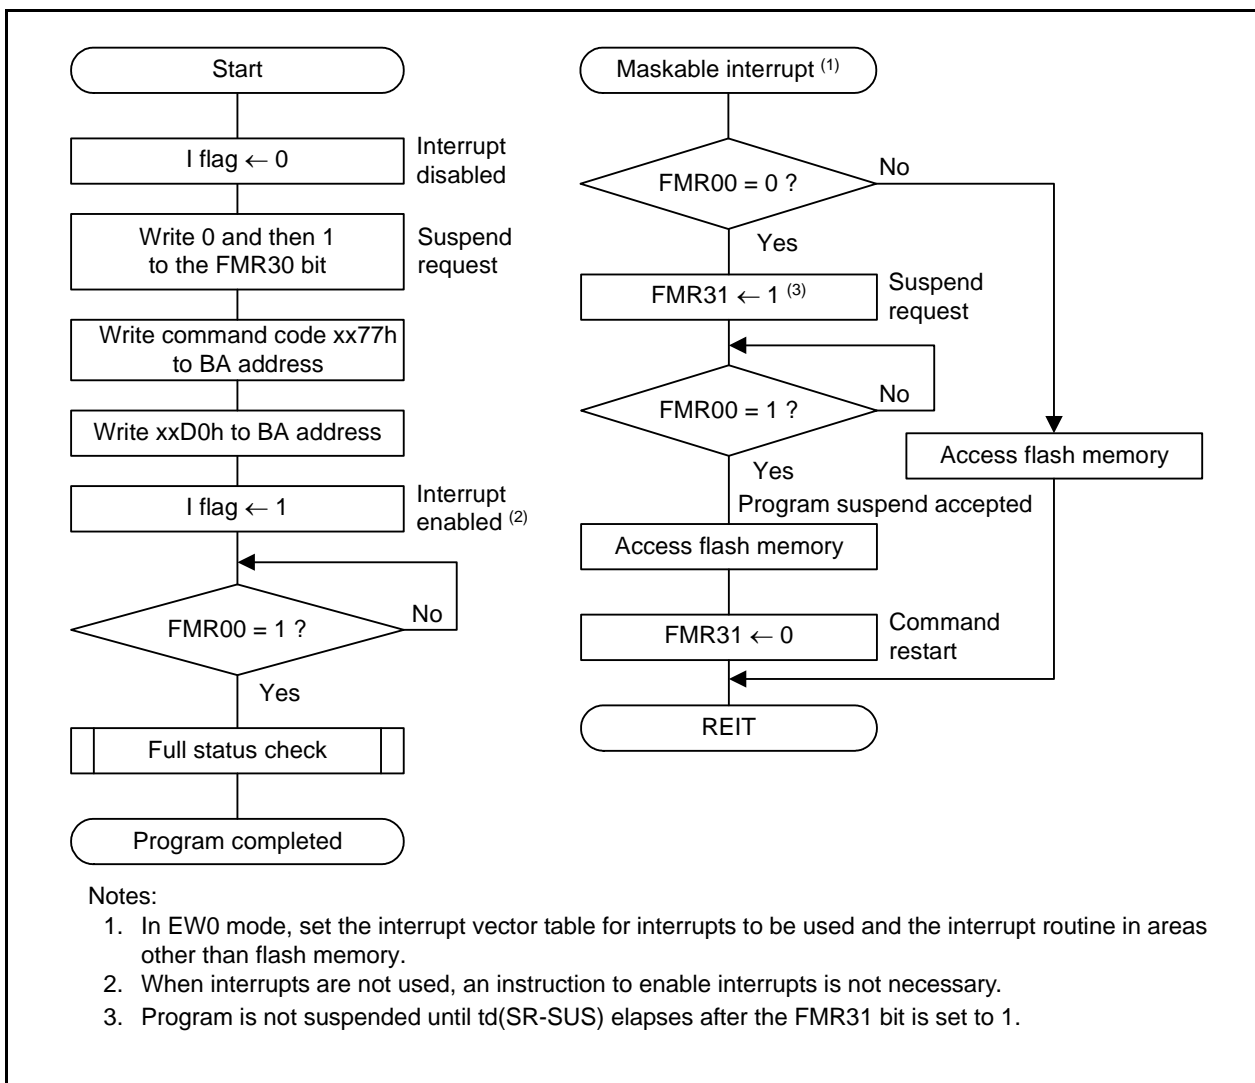 Start
I flag ← 0
Interrupt
disabled
Write 0 and then 1
to the FMR30 bit
Suspend
request
Write command code xx77h
to BA address
Write xxD0h to BA address
I flag ← 1
Interrupt
enabled (2)
FMR00 = 1 ?
No
Yes
Full status check
Program completed
Maskable interrupt (1)
FMR00 = 0 ?
No
Yes
FMR31 ← 1 (3)
Suspend
request
FMR00 = 1 ?
No
Yes
Program suspend accepted
Access flash memory
Access flash memory
FMR31 ← 0
Command
restart
REIT
Notes:
1. In EW0 mode, set the interrupt vector table for interrupts to be used and the interrupt routine in areas
other than flash memory.
2. When interrupts are not used, an instruction to enable interrupts is not necessary.
3. Program is not suspended until td(SR-SUS) elapses after the FMR31 bit is set to 1.